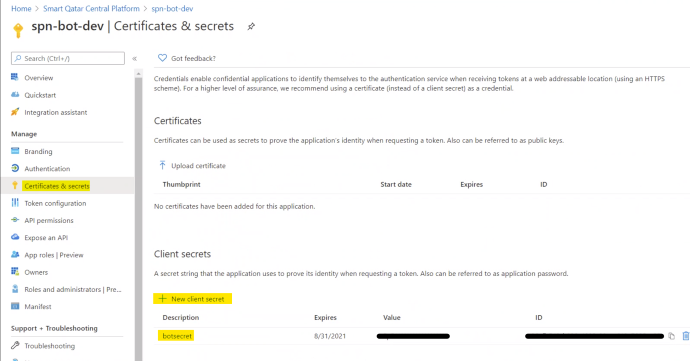 Home > Smart Qatar Central Platform > spn-bot-dev
spn-bot-dev | Certificates & secrets
Search (Ctrl+/)
«
Got feedback?
Overview
Quickstart
Integration assistant
Manage
Branding
Authentication
Certificates & secrets
Token configuration
API permissions
Expose an API
App roles | Preview
Owners
Roles and administrators | Pre...
Manifest
Support + Troubleshooting
Troubleshooting
Credentials enable confidential applications to identify themselves to the authentication service when receiving tokens at a web addressable location (using an HTTPS
scheme). For a higher level of assurance, we recommend using a certificate (instead of a client secret) as a credential.
Certificates
Certificates can be used as secrets to prove the application's identity when requesting a token. Also can be referred to as public keys.
Upload certificate
Thumbprint Start date Expires ID
No certificates have been added for this application.
Client secrets
A secret string that the application uses to prove its identity when requesting a token. Also can be referred to as application password.
New client secret
Description Expires Value ID
botsecret 8/31/2021